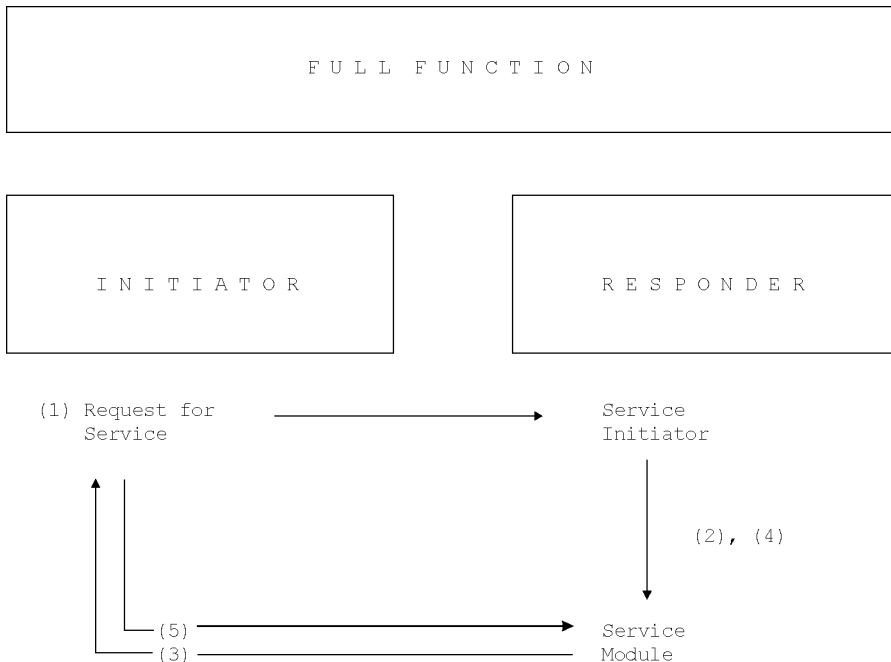 F U L L  F U N C T I O N
I N I T I A T O R
R E S P O N D E R
(1) Request for
Service
Service
Initiator
(2), (4)
(5)
(3)
Service
Module